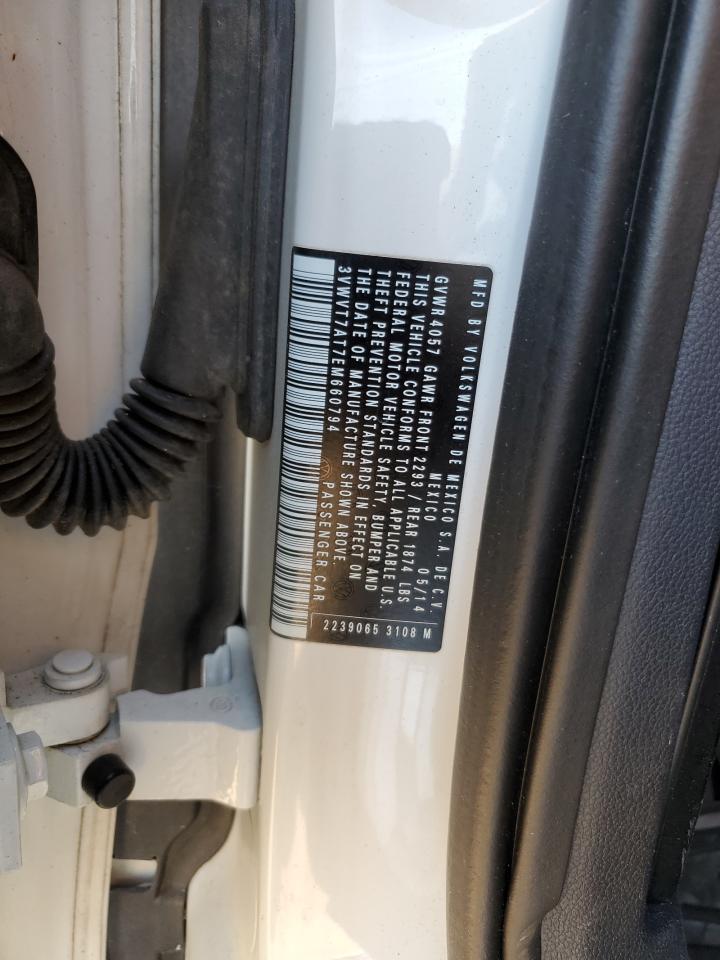 MFD BY VOLKSWAGEN DE MEXICO S.A. DE C.V.
MEXICO 05/14
GVWR 4057 GAWR FRONT 2293 / REAR 1874 LBS
THIS VEHICLE CONFORMS TO ALL APPLICABLE U.S.
FEDERAL MOTOR VEHICLE SAFETY, BUMPER AND
THEFT PREVENTION STANDARDS IN EFFECT ON
THE DATE OF MANUFACTURE SHOWN ABOVE.
3VWVT7AT7EM660794 PASSENGER CAR
2239065 3108 M